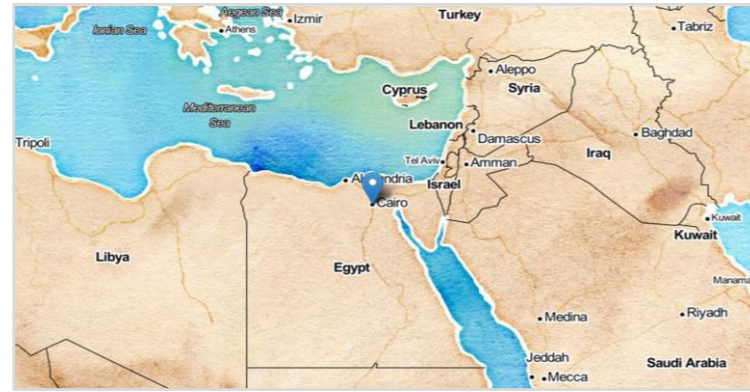 Aegean Sea
Izmir
Turkey
Tabriz
Ionian Sea
Athens
Aleppo
Cyprus
Syria
Mediterranean
Sea
Lebanon
Damascus
Baghdad
Tripoli
Tel Aviv
Amman
Iraq
Israel
Cairo
Kuwait
Kuwait
Libya
Egypt
Manama
Medina
Riyadh
Jeddah
Mecca
Saudi Arabia